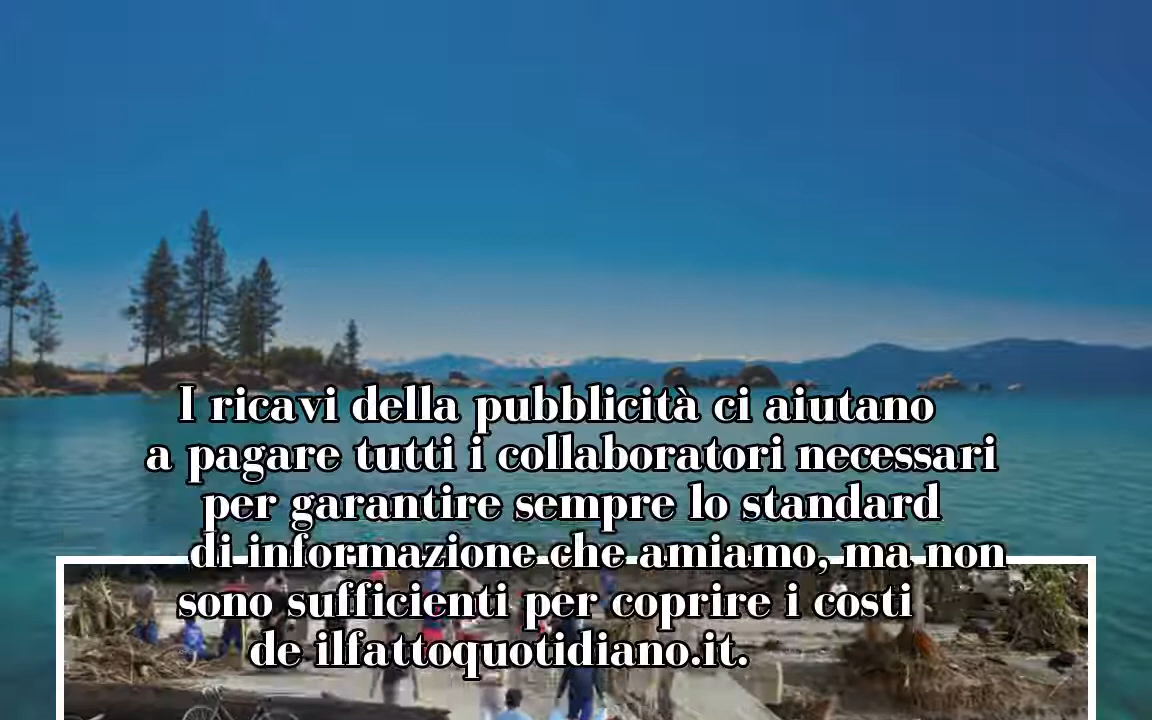 I ricavi della pubblicità ci aiutano
a pagare tutti i collaboratori necessari
per garantire sempre lo standard
di informazione che amiamo, ma non
sono sufficienti per coprire i costi
de ilfattoquotidiano.it.